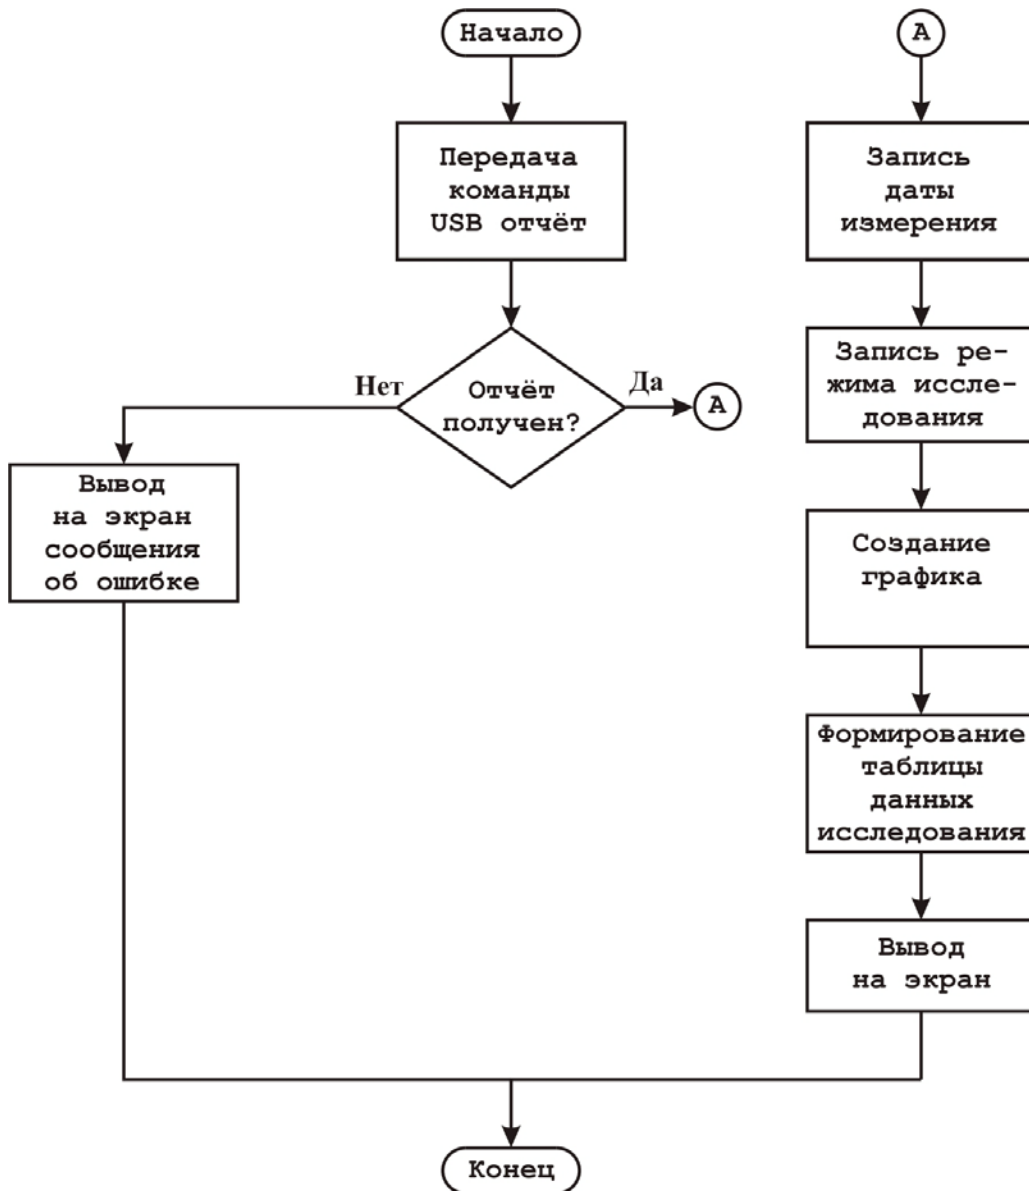 Начало
Передача
команды
USB отчёт
Отчёт
получен?
Нет
Да
А
Вывод
на экран
сообщения
об ошибке
А
Запись
даты
измерения
Запись ре-
жима иссле-
дования
Создание
графика
Формирование
таблицы
данных
исследования
Вывод
на экран
Конец